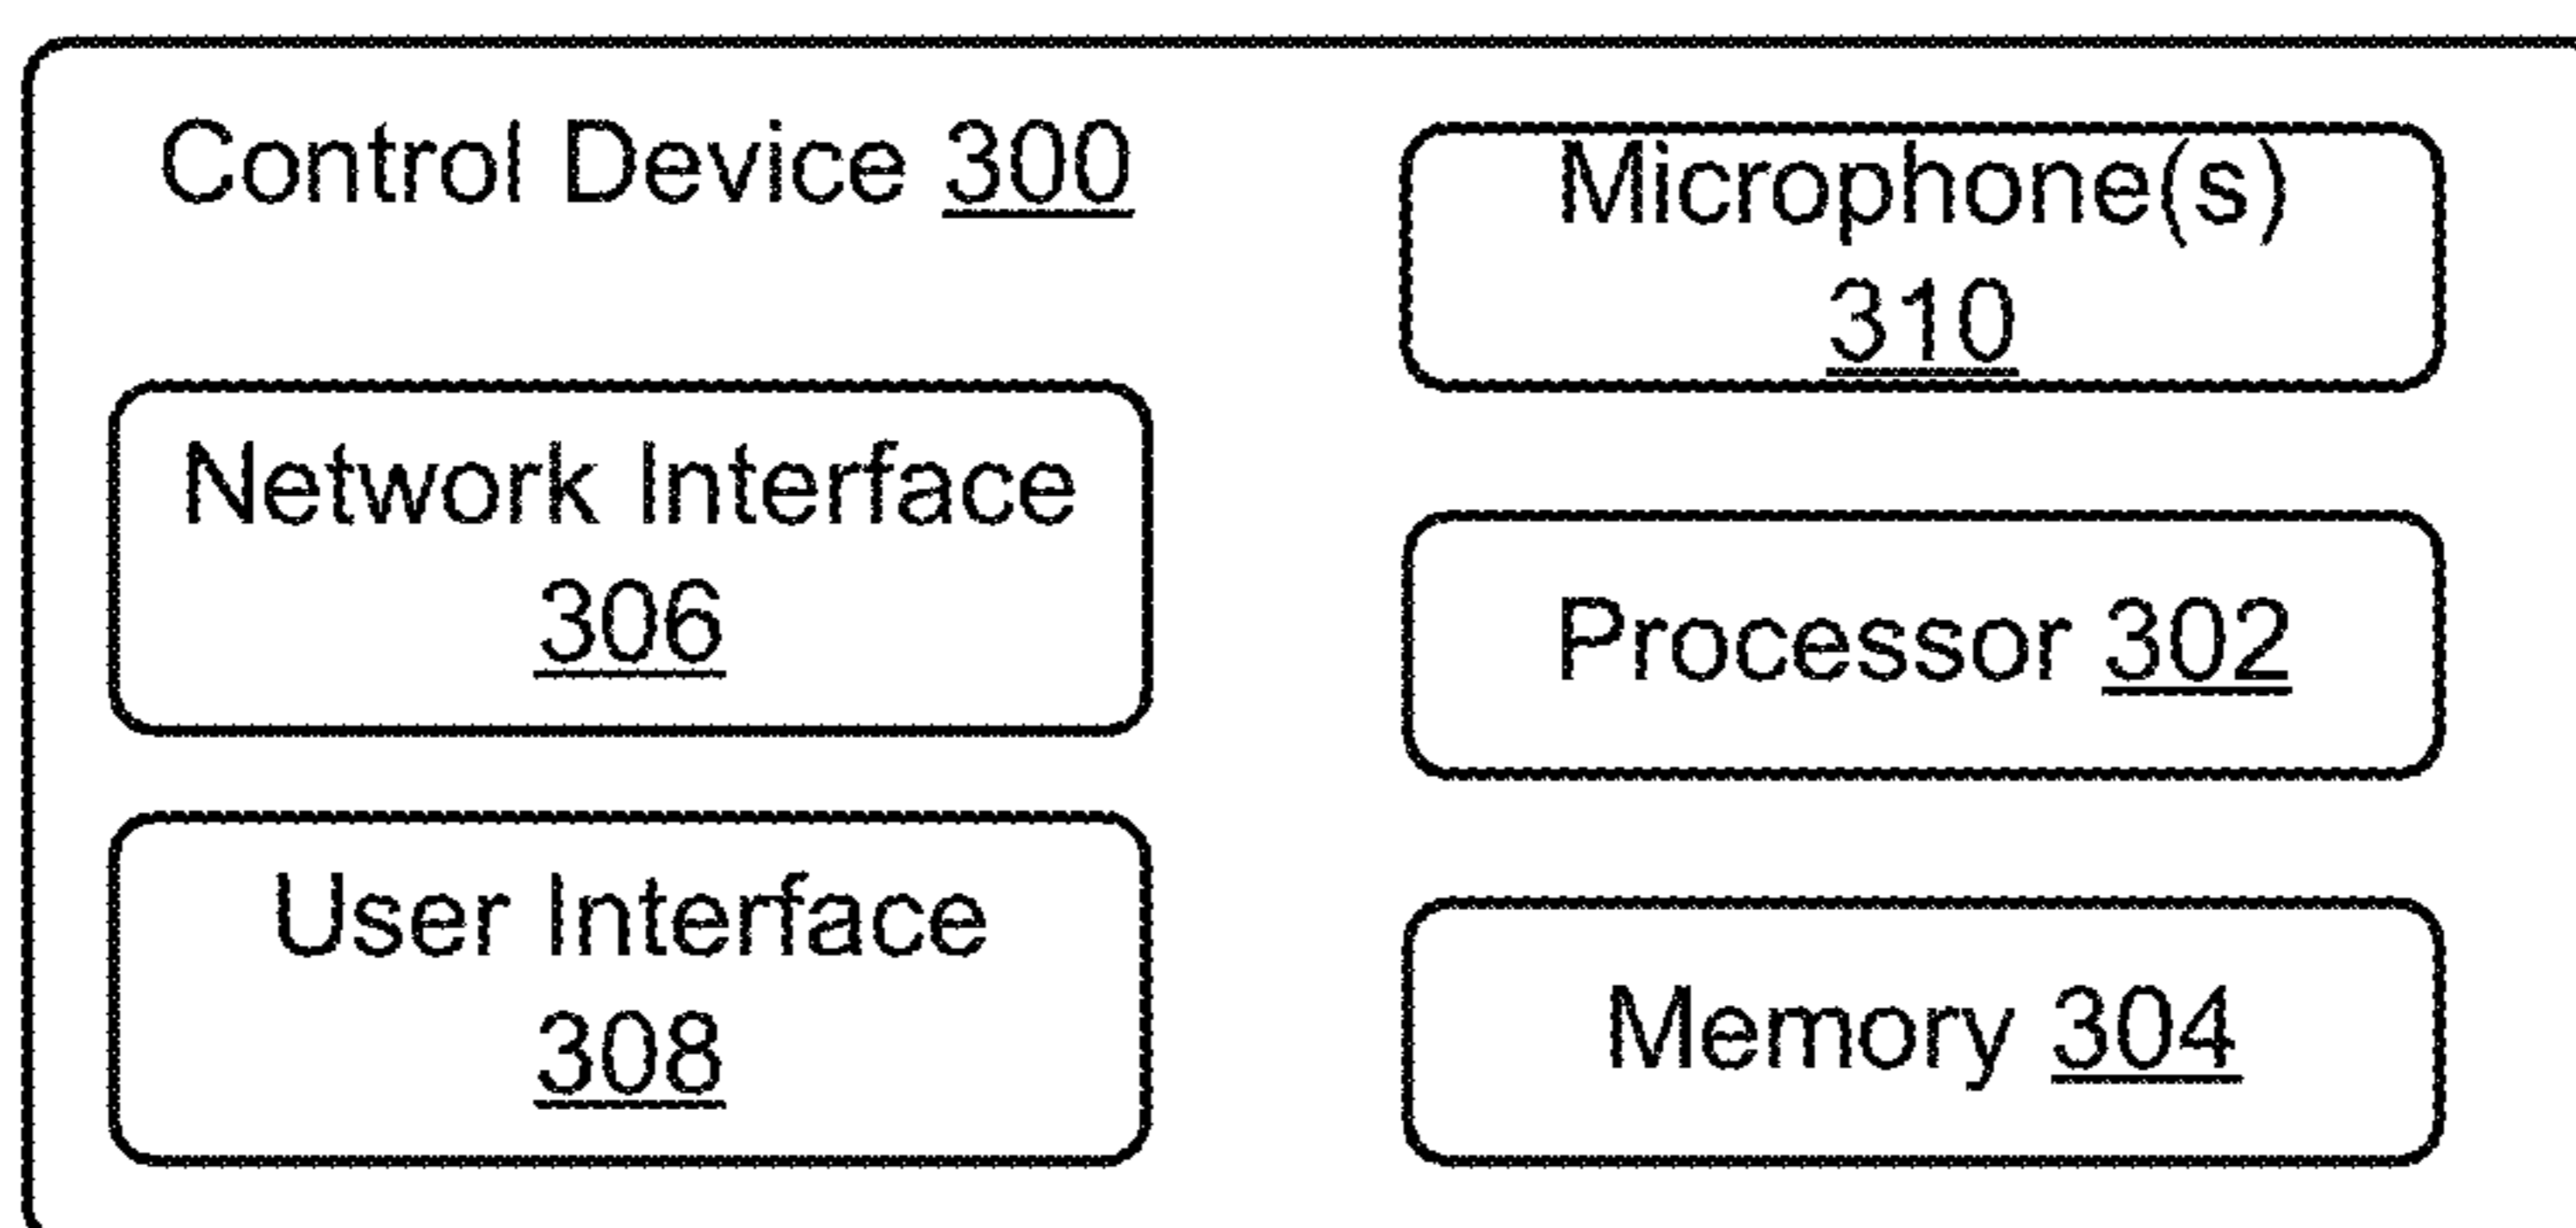 Control Device 300
Network Interface
306
User Interface
308
Microphone(s)
310
Processor 302
Memory 304